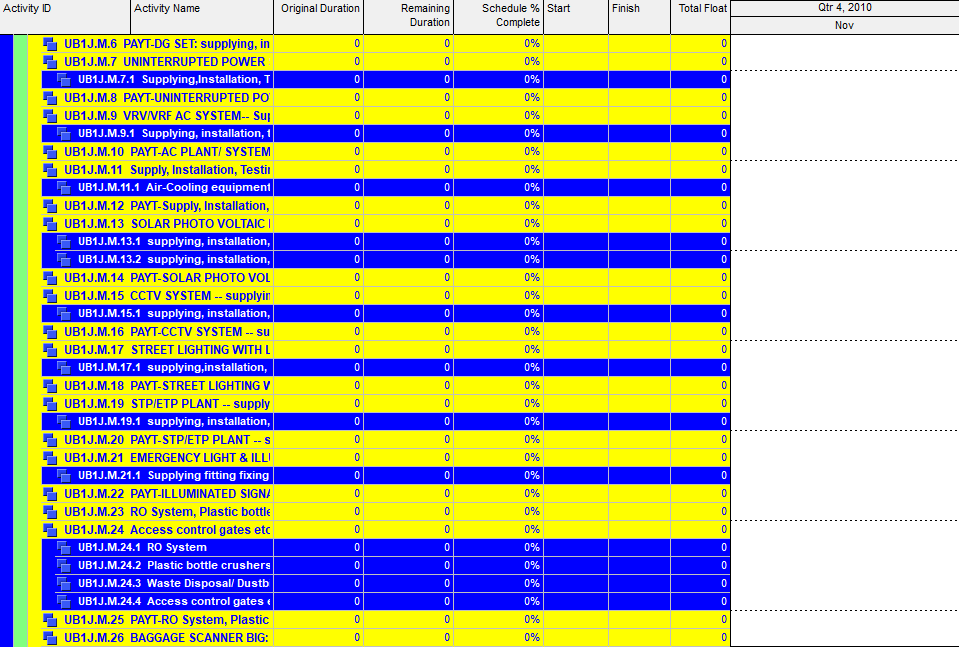 Activity ID Activity Name Original Duration Remaining Duration Schedule % Complete Start Finish Total Float Qtr 4, 2010
Nov
UB1J.M.6 PAYT-DG SET: supplying, in 0 0 0% 0
UB1J.M.7 UNINTERRUPTED POWER 0 0 0% 0
UB1J.M.7.1 Supplying,Installation, T 0 0 0% 0
UB1J.M.8 PAYT-UNINTERRUPTED PO 0 0 0% 0
UB1J.M.9 VRV/VRF AC SYSTEM-- Sup 0 0 0% 0
UB1J.M.9.1 Supplying, installation, t 0 0 0% 0
UB1J.M.10 PAYT-AC PLANT/ SYSTEM 0 0 0% 0
UB1J.M.11 Supply, Installation, Testin 0 0 0% 0
UB1J.M.11.1 Air-Cooling equipment 0 0 0% 0
UB1J.M.12 PAYT-Supply, Installation, 0 0 0% 0
UB1J.M.13 SOLAR PHOTO VOLTAIC 0 0 0% 0
UB1J.M.13.1 supplying, installation, 0 0 0% 0
UB1J.M.13.2 supplying, installation, 0 0 0% 0
UB1J.M.14 PAYT-SOLAR PHOTO VOL 0 0 0% 0
UB1J.M.15 CCTV SYSTEM -- supplyin 0 0 0% 0
UB1J.M.15.1 supplying, installation, 0 0 0% 0
UB1J.M.16 PAYT-CCTV SYSTEM -- su 0 0 0% 0
UB1J.M.17 STREET LIGHTING WITH L 0 0 0% 0
UB1J.M.17.1 supplying,installation, 0 0 0% 0
UB1J.M.18 PAYT-STREET LIGHTING W 0 0 0% 0
UB1J.M.19 STP/ETP PLANT -- supply 0 0 0% 0
UB1J.M.19.1 supplying, installation, 0 0 0% 0
UB1J.M.20 PAYT-STP/ETP PLANT -- s 0 0 0% 0
UB1J.M.21 EMERGENCY LIGHT & ILLU 0 0 0% 0
UB1J.M.21.1 Supplying fitting fixing 0 0 0% 0
UB1J.M.22 PAYT-ILLUMINATED SIGNA 0 0 0% 0
UB1J.M.23 RO System, Plastic bottle 0 0 0% 0
UB1J.M.24 Access control gates etc 0 0 0% 0
UB1J.M.24.1 RO System 0 0 0% 0
UB1J.M.24.2 Plastic bottle crushers 0 0 0% 0
UB1J.M.24.3 Waste Disposal/ Dustb 0 0 0% 0
UB1J.M.24.4 Access control gates e 0 0 0% 0
UB1J.M.25 PAYT-RO System, Plastic 0 0 0% 0
UB1J.M.26 BAGGAGE SCANNER BIG: 0 0 0% 0